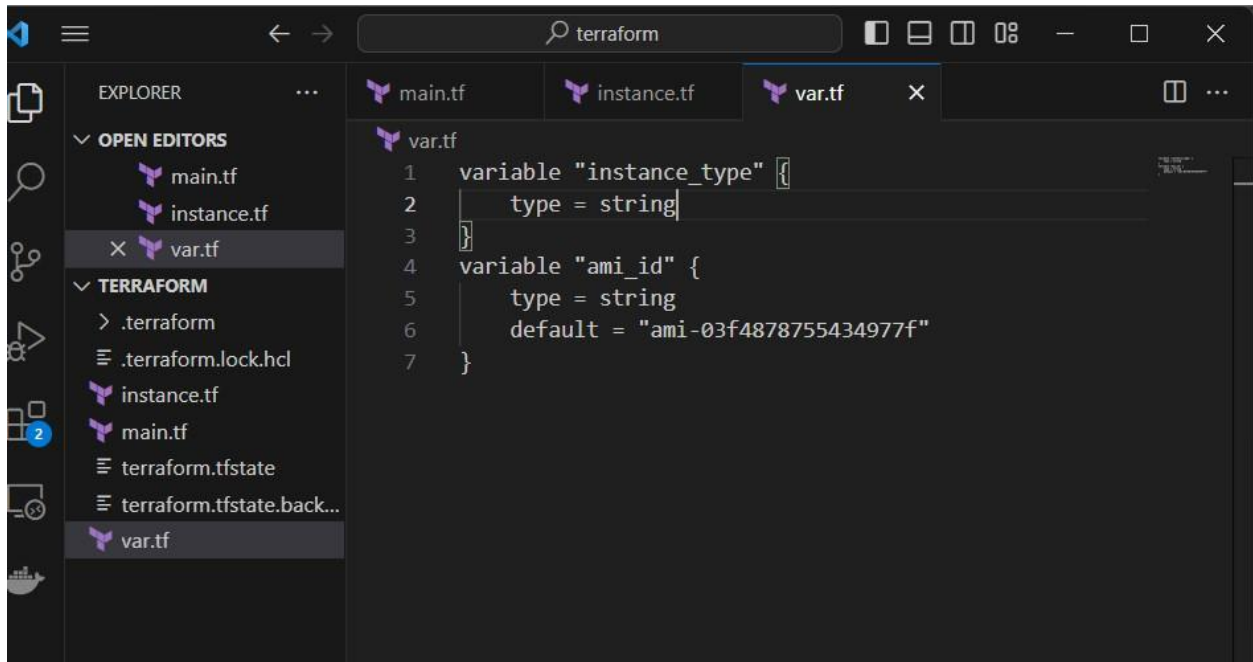 terraform
EXPLORER
OPEN EDITORS
main.tf
instance.tf
var.tf
TERRAFORM
.terraform
.terraform.lock.hcl
instance.tf
main.tf
terraform.tfstate
terraform.tfstate.back...
var.tf
2
main.tf instance.tf var.tf
var.tf
1 variable "instance_type" {
2 type = string
3 }
4 variable "ami_id" {
5 type = string
6 default = "ami-03f4878755434977f"
7 }